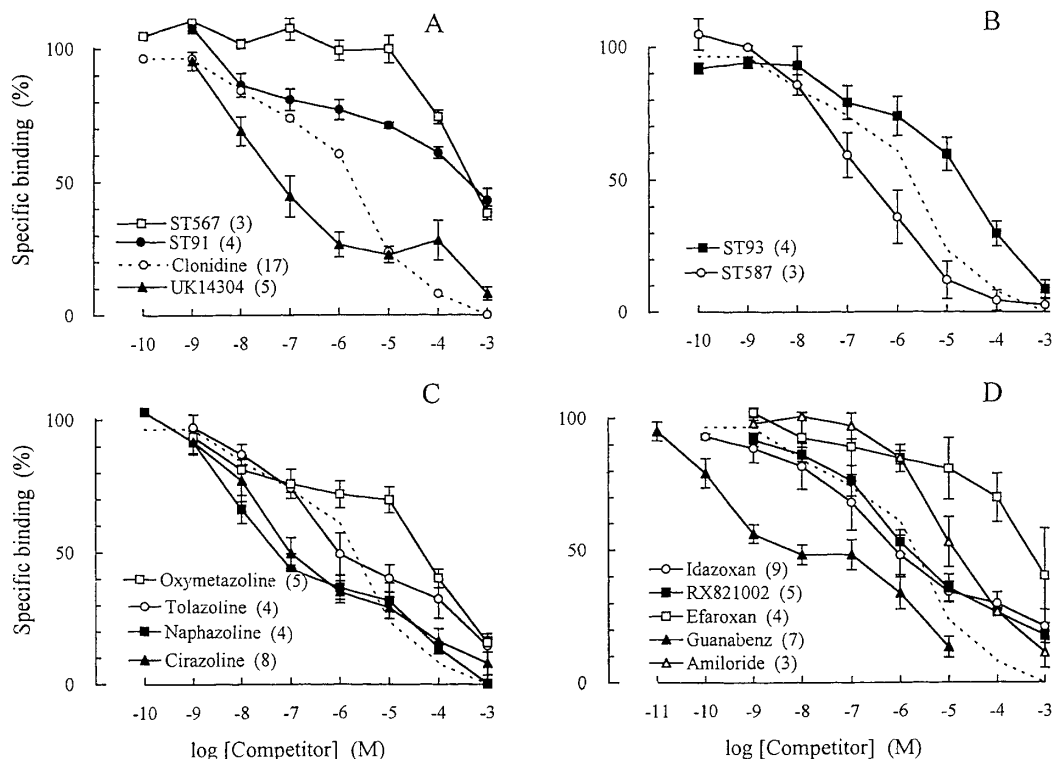 A
Specific binding (%)
100
50
0
ST567 (3)
ST91 (4)
Clonidine (17)
UK14304 (5)
-10 -9 -8 -7 -6 -5 -4 -3
B
100
50
0
ST93 (4)
ST587 (3)
-10 -9 -8 -7 -6 -5 -4 -3
C
Specific binding (%)
100
50
0
Oxymetazoline (5)
Tolazoline (4)
Naphazoline (4)
Cirazoline (8)
-10 -9 -8 -7 -6 -5 -4 -3
log [Competitor] (M)
D
100
50
0
Idazoxan (9)
RX821002 (5)
Efaroxan (4)
Guanabenz (7)
Amiloride (3)
-11 -10 -9 -8 -7 -6 -5 -4 -3
log [Competitor] (M)